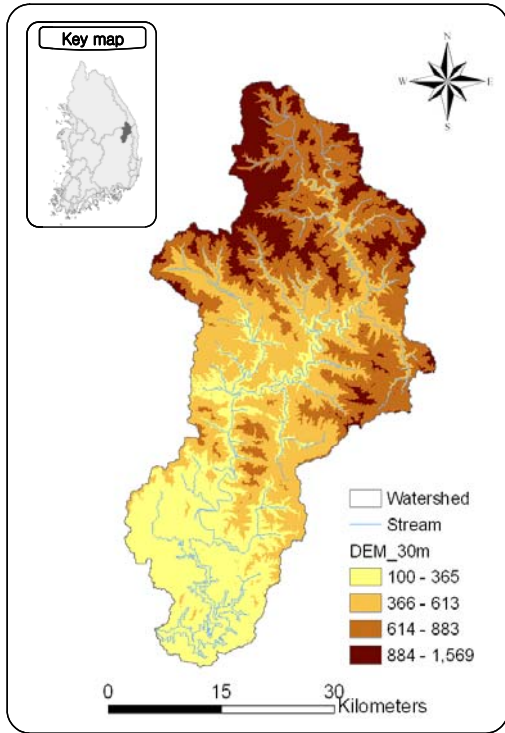 Key map
N
W E
S
Watershed
Stream
DEM_30m
100 - 365
366 - 613
614 - 883
884 - 1,569
0 15 30
Kilometers